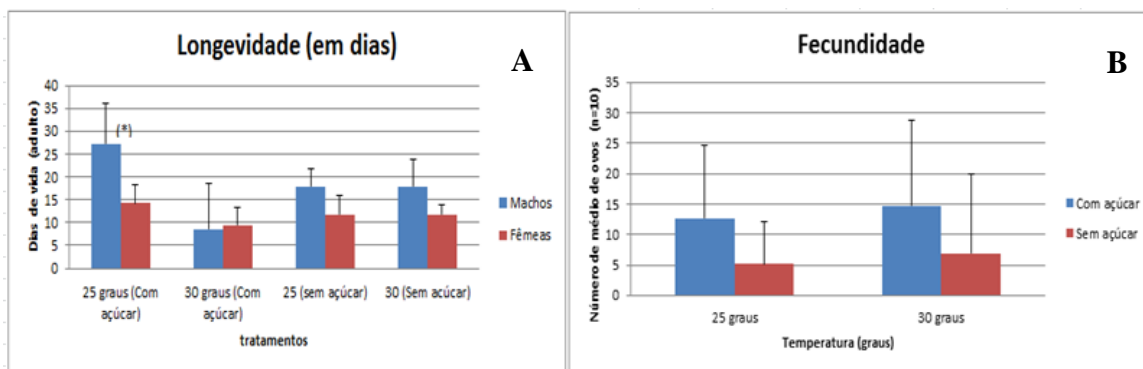 Longevidade (em dias)
A
Dias de vida (adulto)
40
35
30
25
20
15
10
5
0
(*)
Machos
Fêmeas
25 graus (Com açúcar)
30 graus (Com açúcar)
25 (sem açúcar)
30 (Sem açúcar)
tratamentos
Fecundidade
B
Número de médio de ovos (n=10)
35
30
25
20
15
10
5
0
Com açúcar
Sem açúcar
25 graus
30 graus
Temperatura (graus)